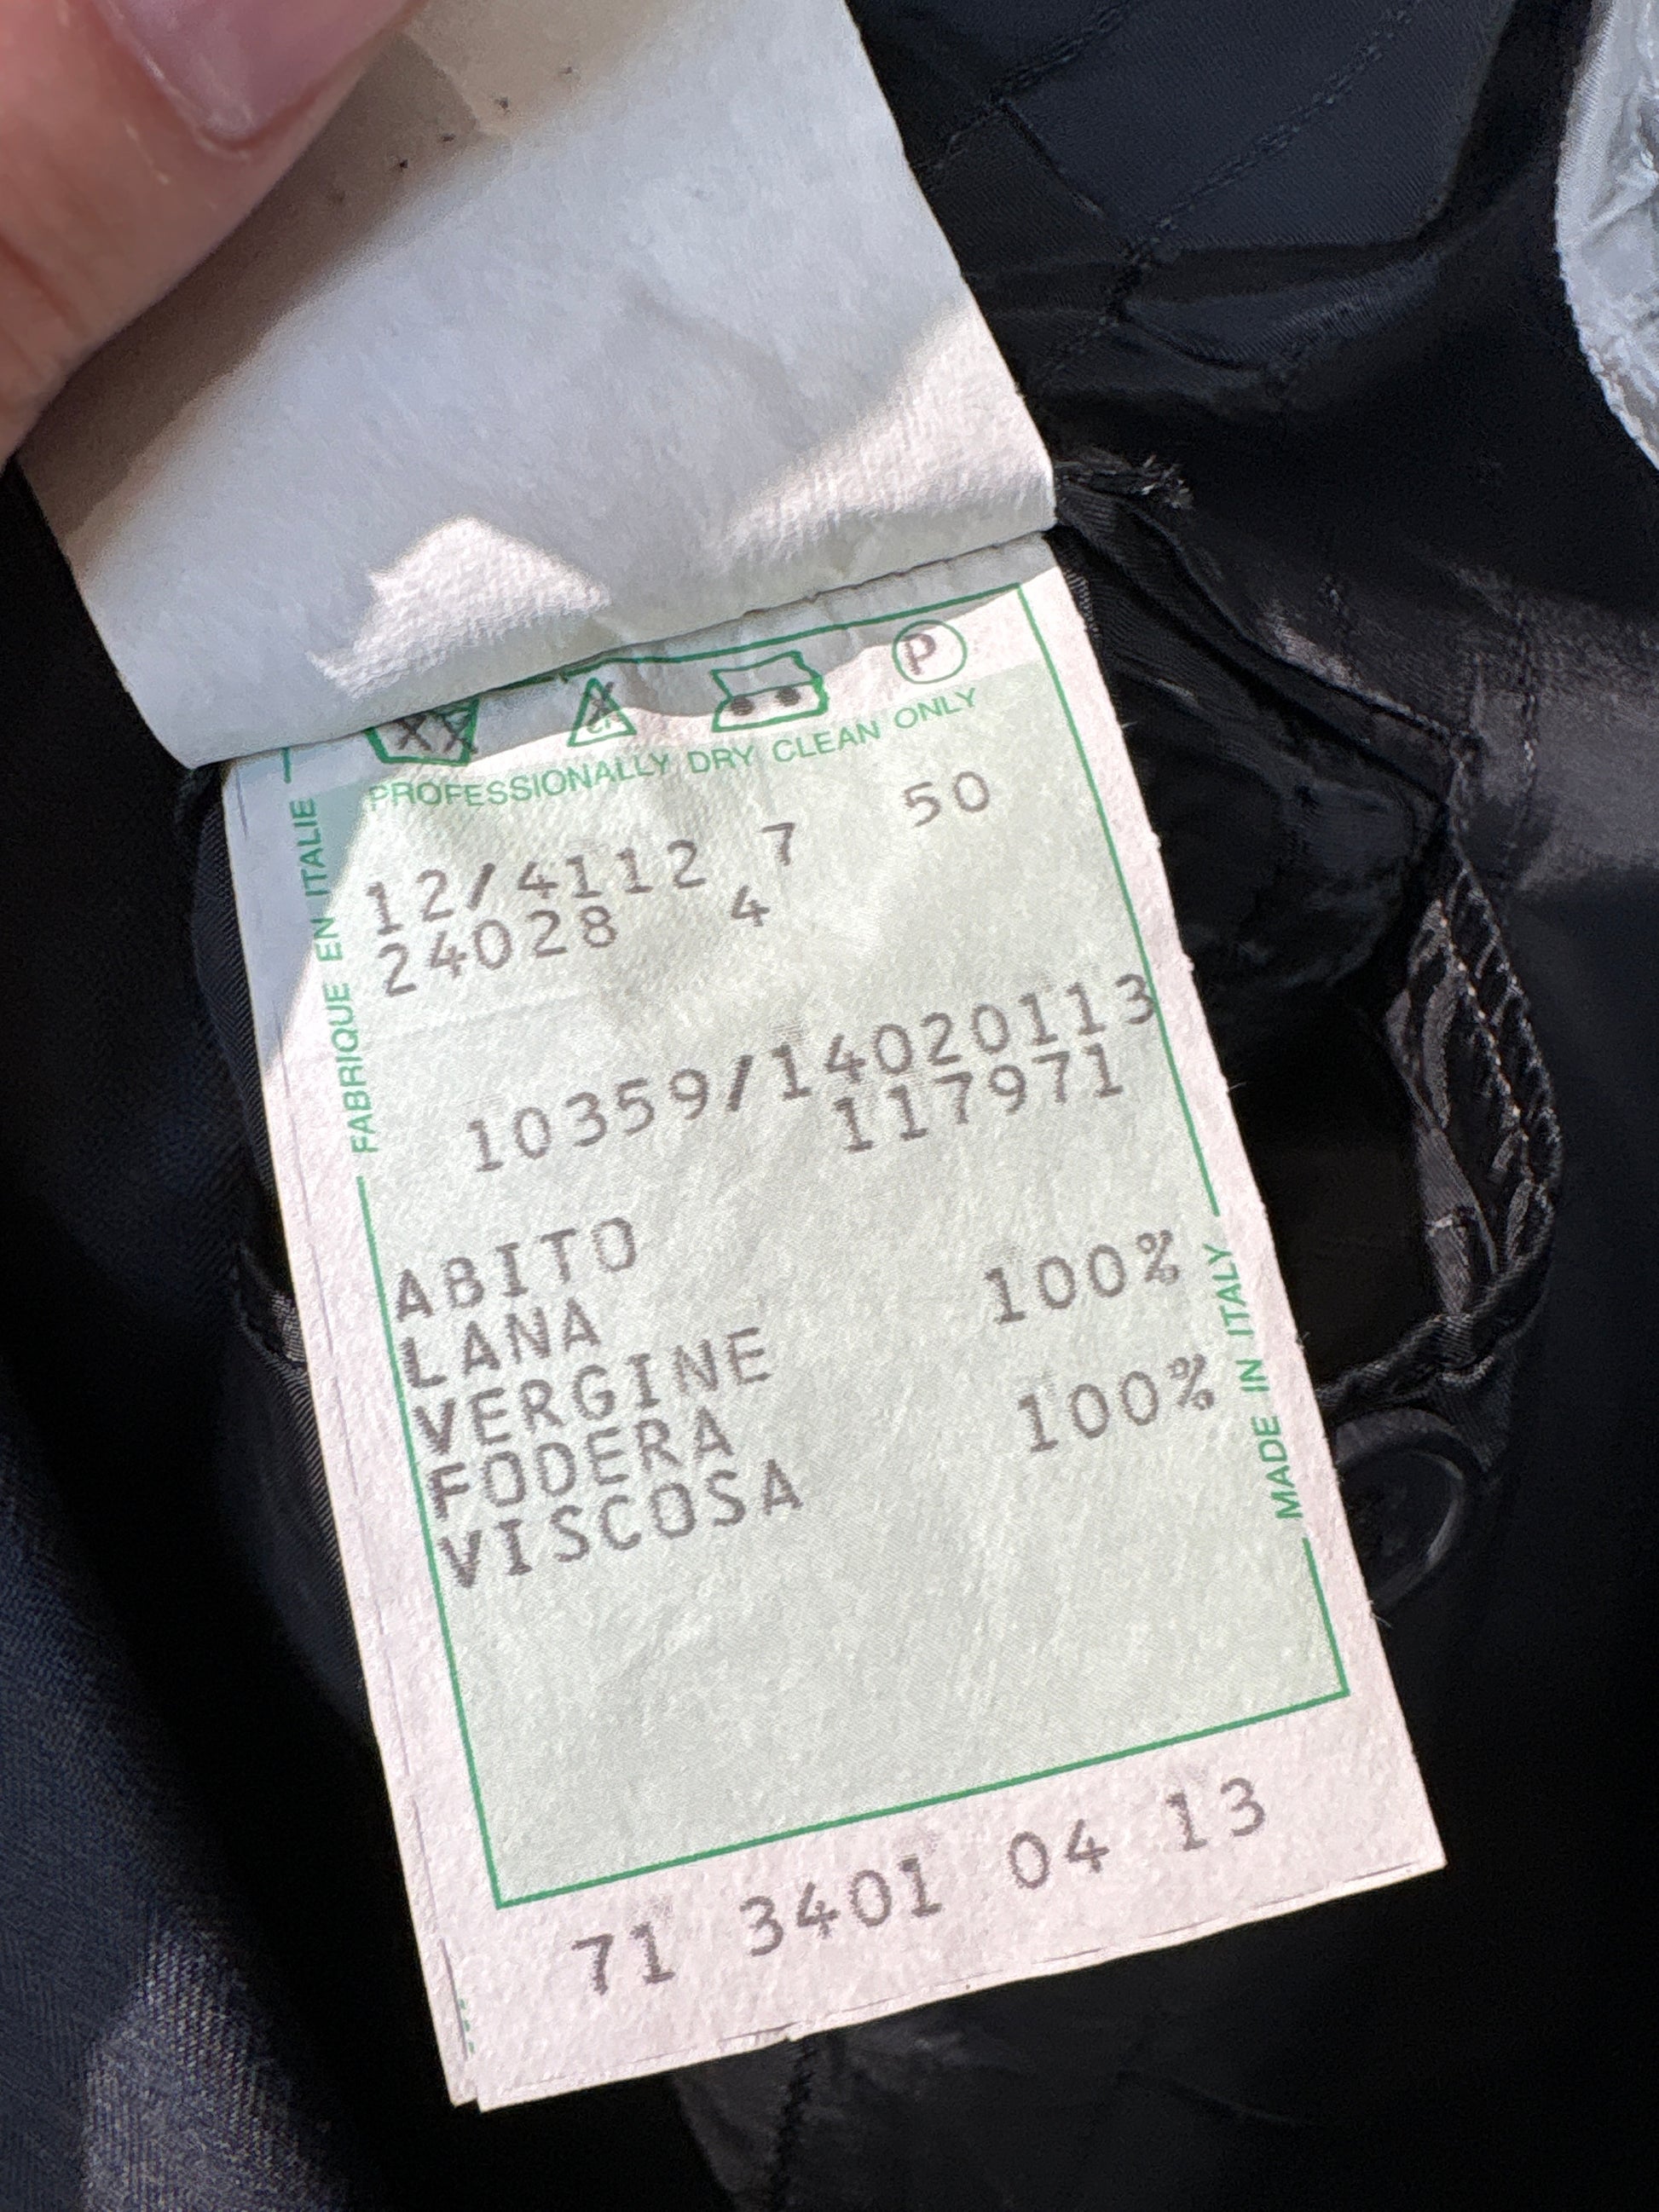 P
PROFESSIONALLY DRY CLEAN ONLY
12/4112 7 50
24028 4
10359/14020113
117971
ABITO
LANA 100%
VERGINE
FODERA 100%
VISCOSA
71 3401 04 13
FABRIQUE EN ITALIE
MADE IN ITALY